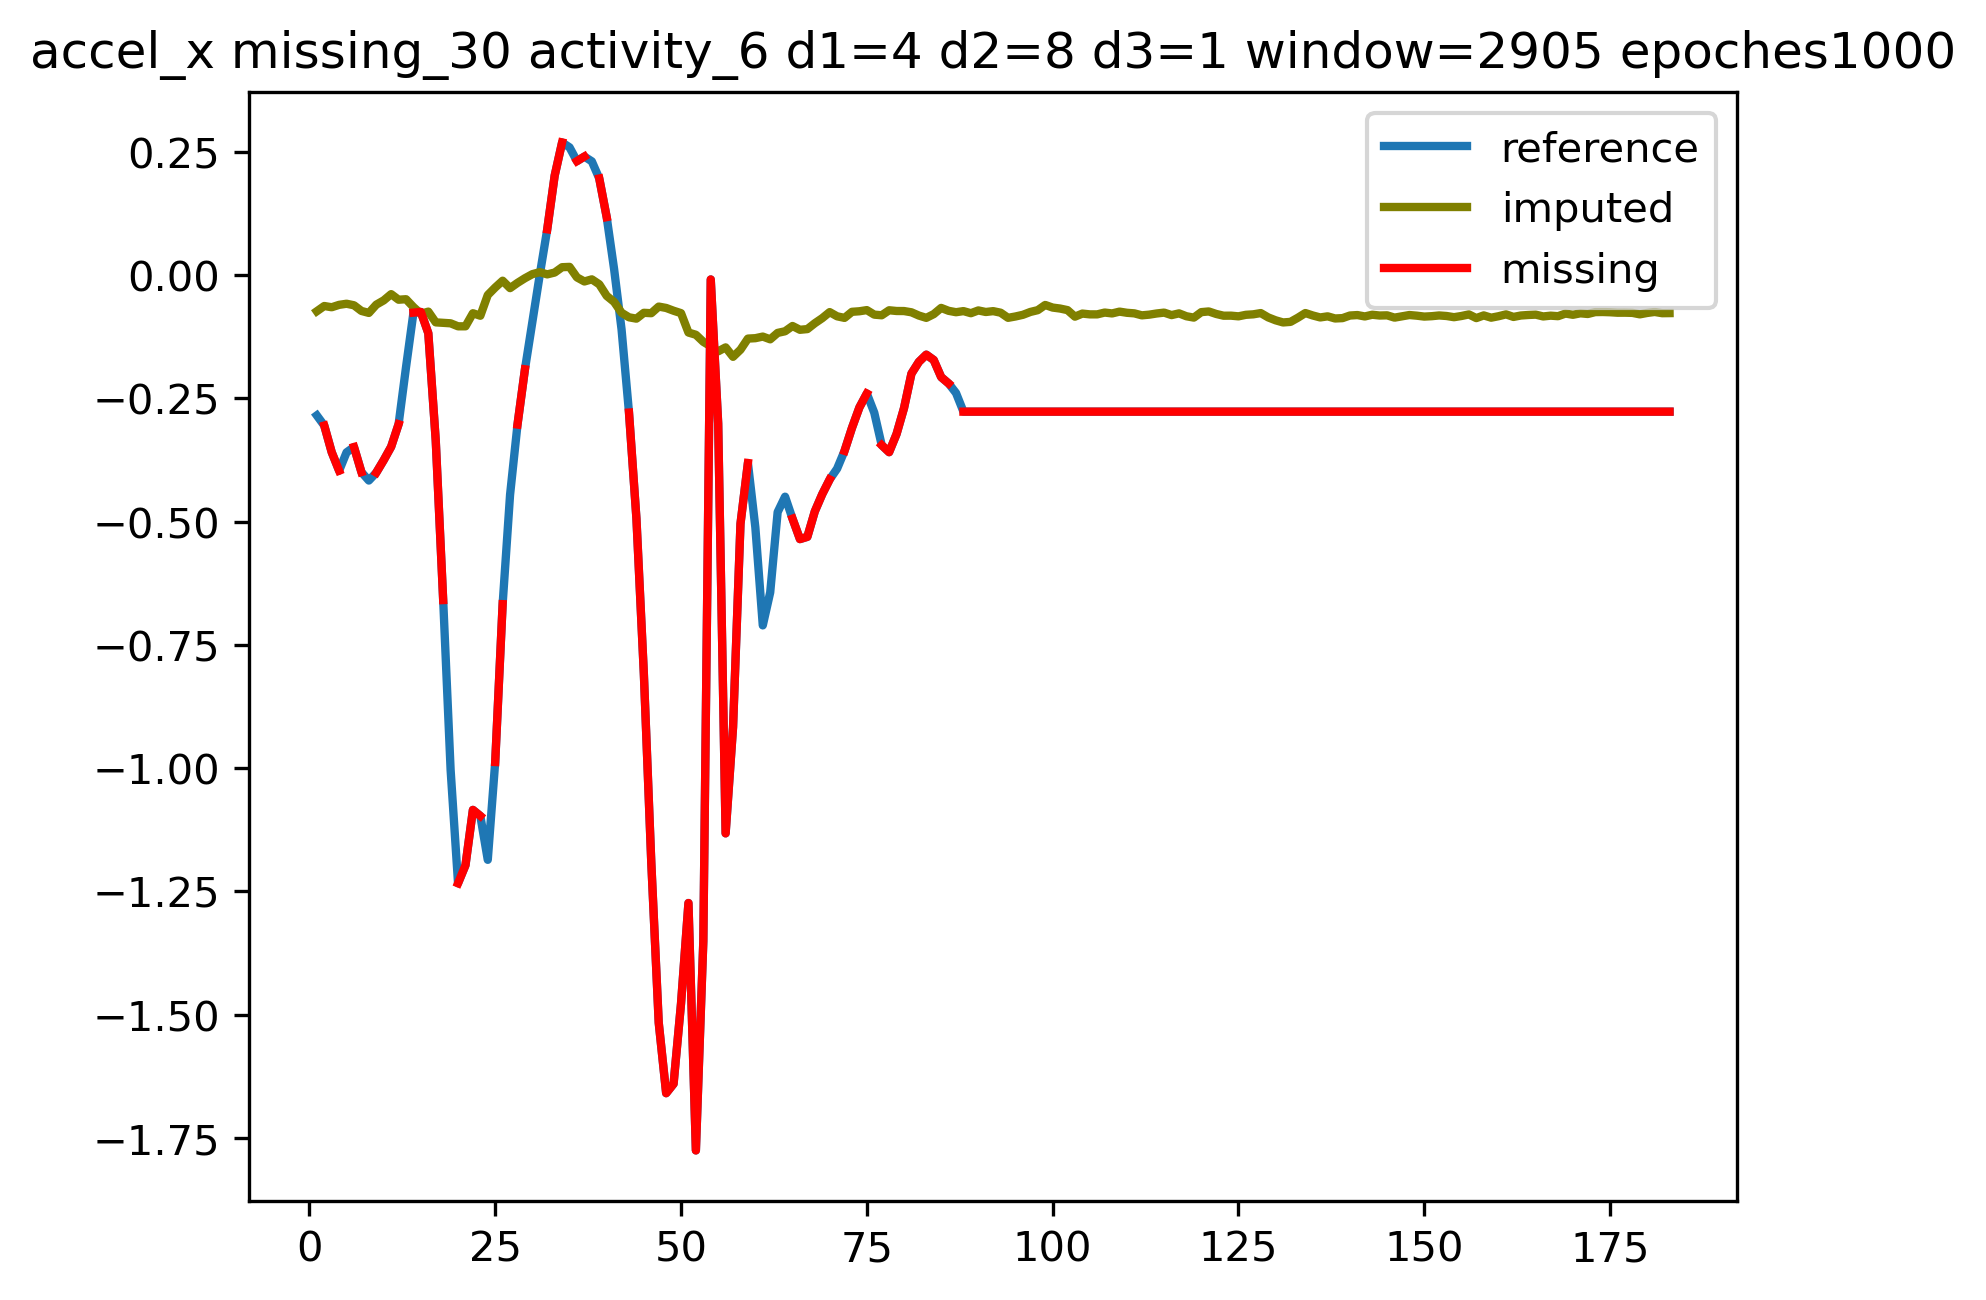 accel_x missing_30 activity_6 d1=4 d2=8 d3=1 window=2905 epoches1000
reference
imputed
missing
0.25
0.00
−0.25
−0.50
−0.75
−1.00
−1.25
−1.50
−1.75
0 25 50 75 100 125 150 175